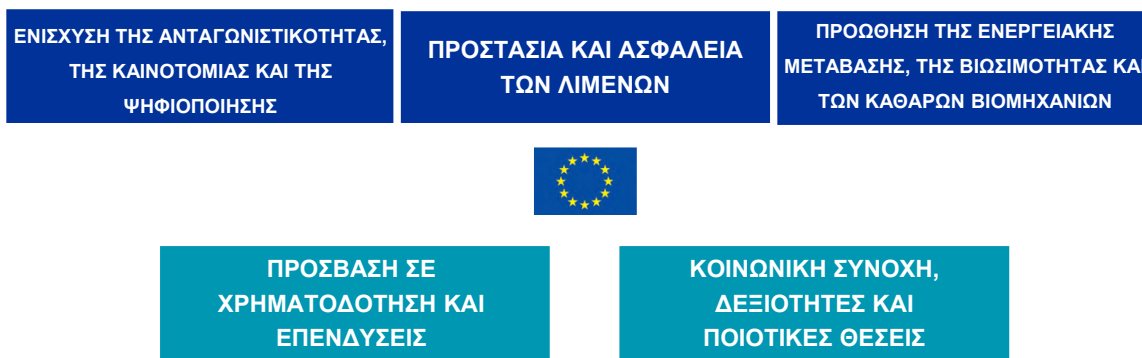 ΕΝΙΣΧΥΣΗ ΤΗΣ ΑΝΤΑΓΩΝΙΣΤΙΚΟΤΗΤΑΣ,
ΤΗΣ ΚΑΙΝΟΤΟΜΙΑΣ ΚΑΙ ΤΗΣ
ΨΗΦΙΟΠΟΙΗΣΗΣ
ΠΡΟΣΤΑΣΙΑ ΚΑΙ ΑΣΦΑΛΕΙΑ
ΤΩΝ ΛΙΜΕΝΩΝ
ΠΡΟΩΘΗΣΗ ΤΗΣ ΕΝΕΡΓΕΙΑΚΗΣ
ΜΕΤΑΒΑΣΗΣ, ΤΗΣ ΒΙΩΣΙΜΟΤΗΤΑΣ ΚΑΙ
ΤΩΝ ΚΑΘΑΡΩΝ ΒΙΟΜΗΧΑΝΙΩΝ
ΠΡΟΣΒΑΣΗ ΣΕ
ΧΡΗΜΑΤΟΔΟΤΗΣΗ ΚΑΙ
ΕΠΕΝΔΥΣΕΙΣ
ΚΟΙΝΩΝΙΚΗ ΣΥΝΟΧΗ,
ΔΕΞΙΟΤΗΤΕΣ ΚΑΙ
ΠΟΙΟΤΙΚΕΣ ΘΕΣΕΙΣ